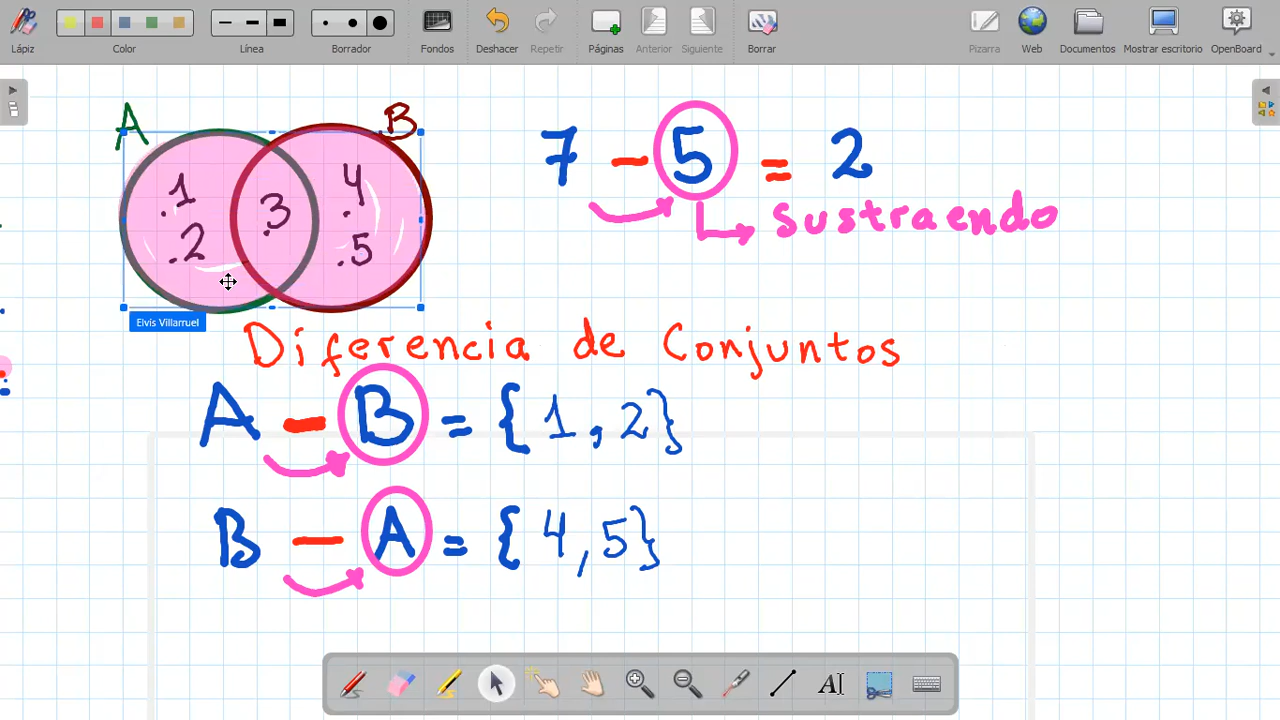 Lápiz Color Línea Borrador Fondos Deshacer Repetir Páginas Anterior Siguiente Borrar Pizarra Web Documentos Mostrar escritorio OpenBoard
A B
7 - 5 = 2
.1 .3 .4
.2 .5
Sustraendo
Elvis Villarruel
Diferencia de Conjuntos
A - B = {1, 2}
B - A = {4, 5}
AI